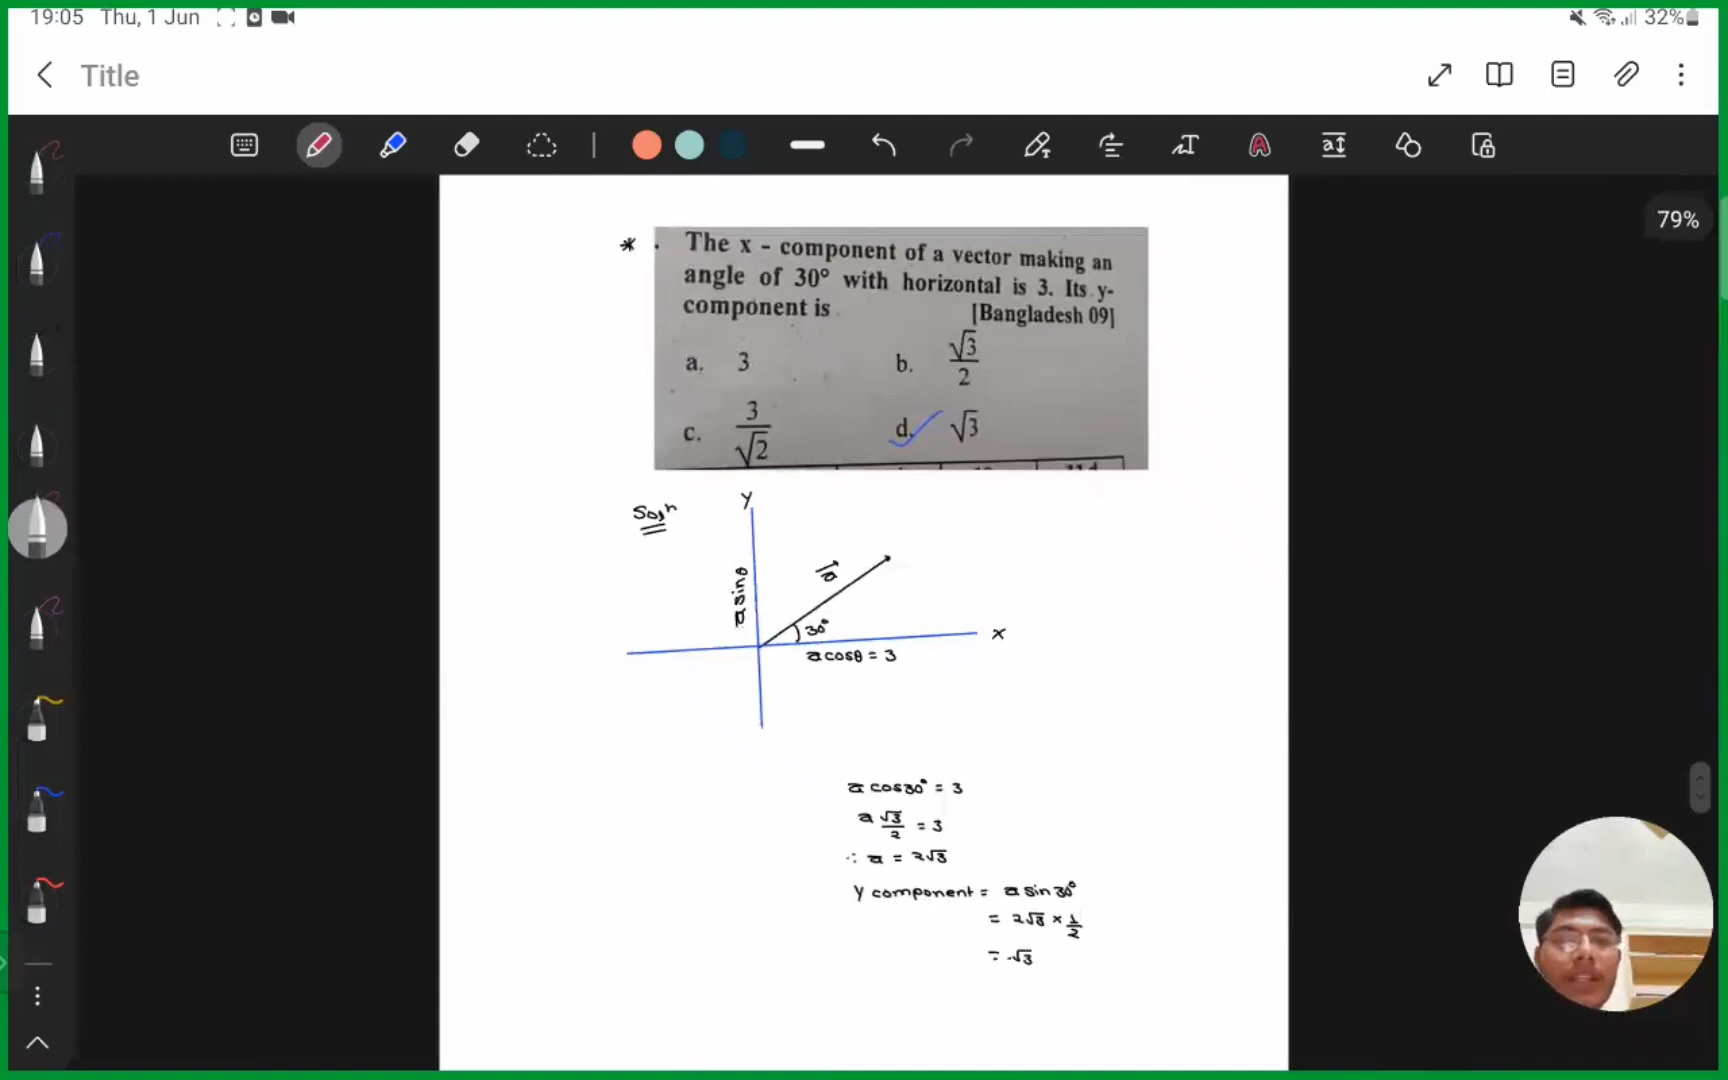 19:05 Thu, 1 Jun 32%
Title
79%
* . The x - component of a vector making an
angle of 30° with horizontal is 3. Its y-
component is [Bangladesh 09]
a. 3 b. √3/2
c. 3/√2 d. √3
Soln
Y
a sinθ
a⃗
30°
x
a cosθ = 3
a cos30° = 3
a √3/2 = 3
∴ a = 2√3
Y component = a sin 30°
= 2√3 × 1/2
= √3